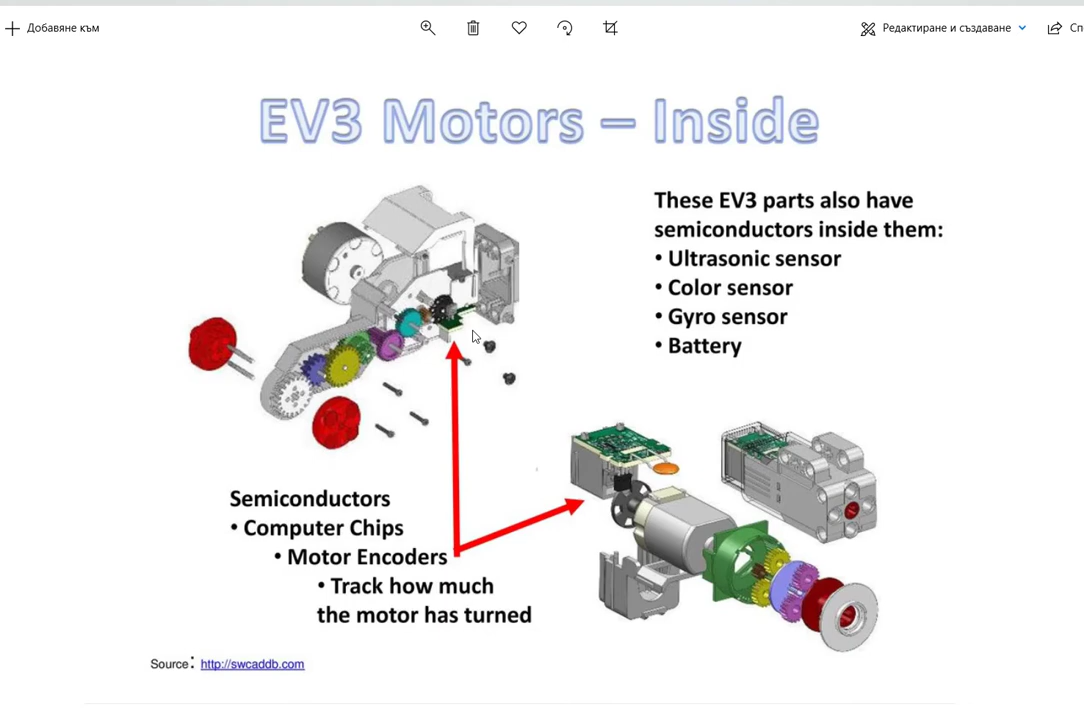 Добавяне към
Редактиране и създаване
Сп
EV3 Motors – Inside
These EV3 parts also have
semiconductors inside them:
• Ultrasonic sensor
• Color sensor
• Gyro sensor
• Battery
Semiconductors
• Computer Chips
• Motor Encoders
• Track how much
the motor has turned
Source: http://swcaddb.com